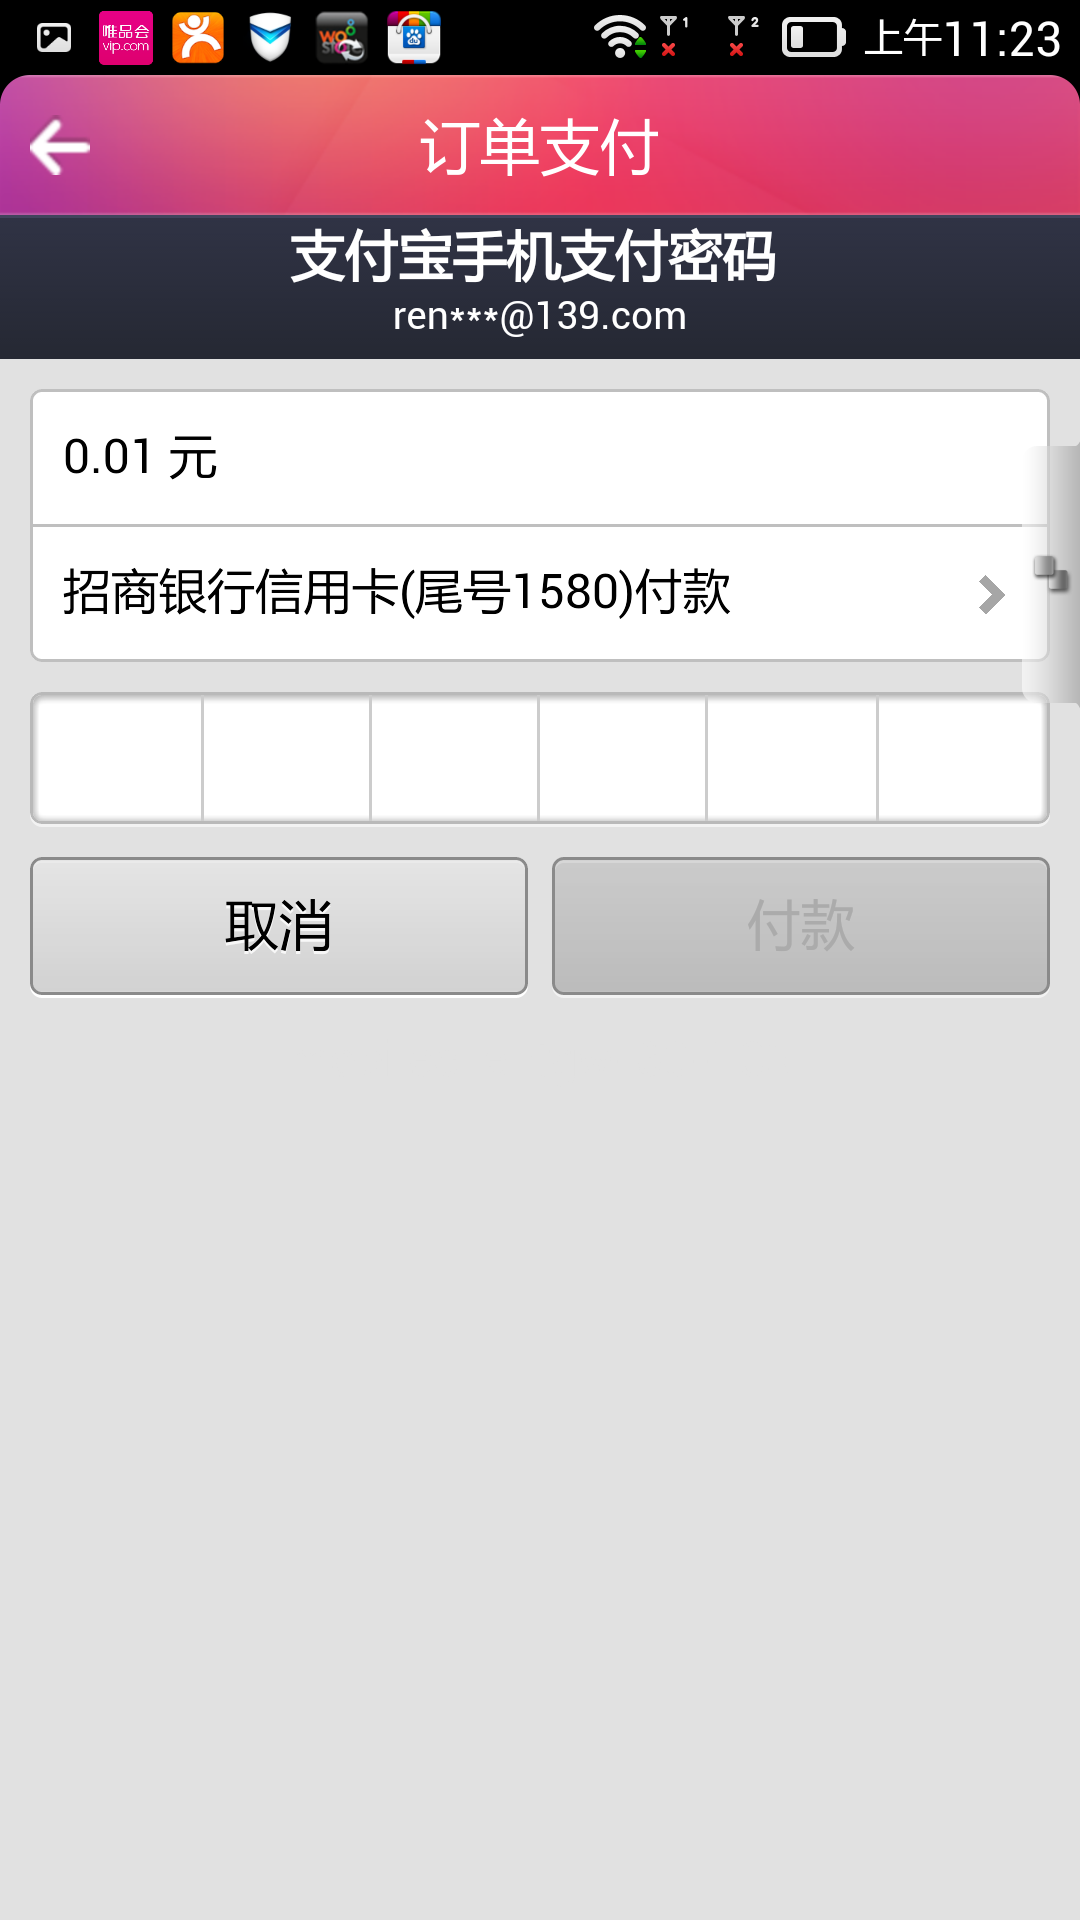 唯品会
vip.com
WO
STORE
1
2
上午11:23
订单支付
支付宝手机支付密码
ren***@139.com
0.01 元
招商银行信用卡(尾号1580)付款
取消
付款